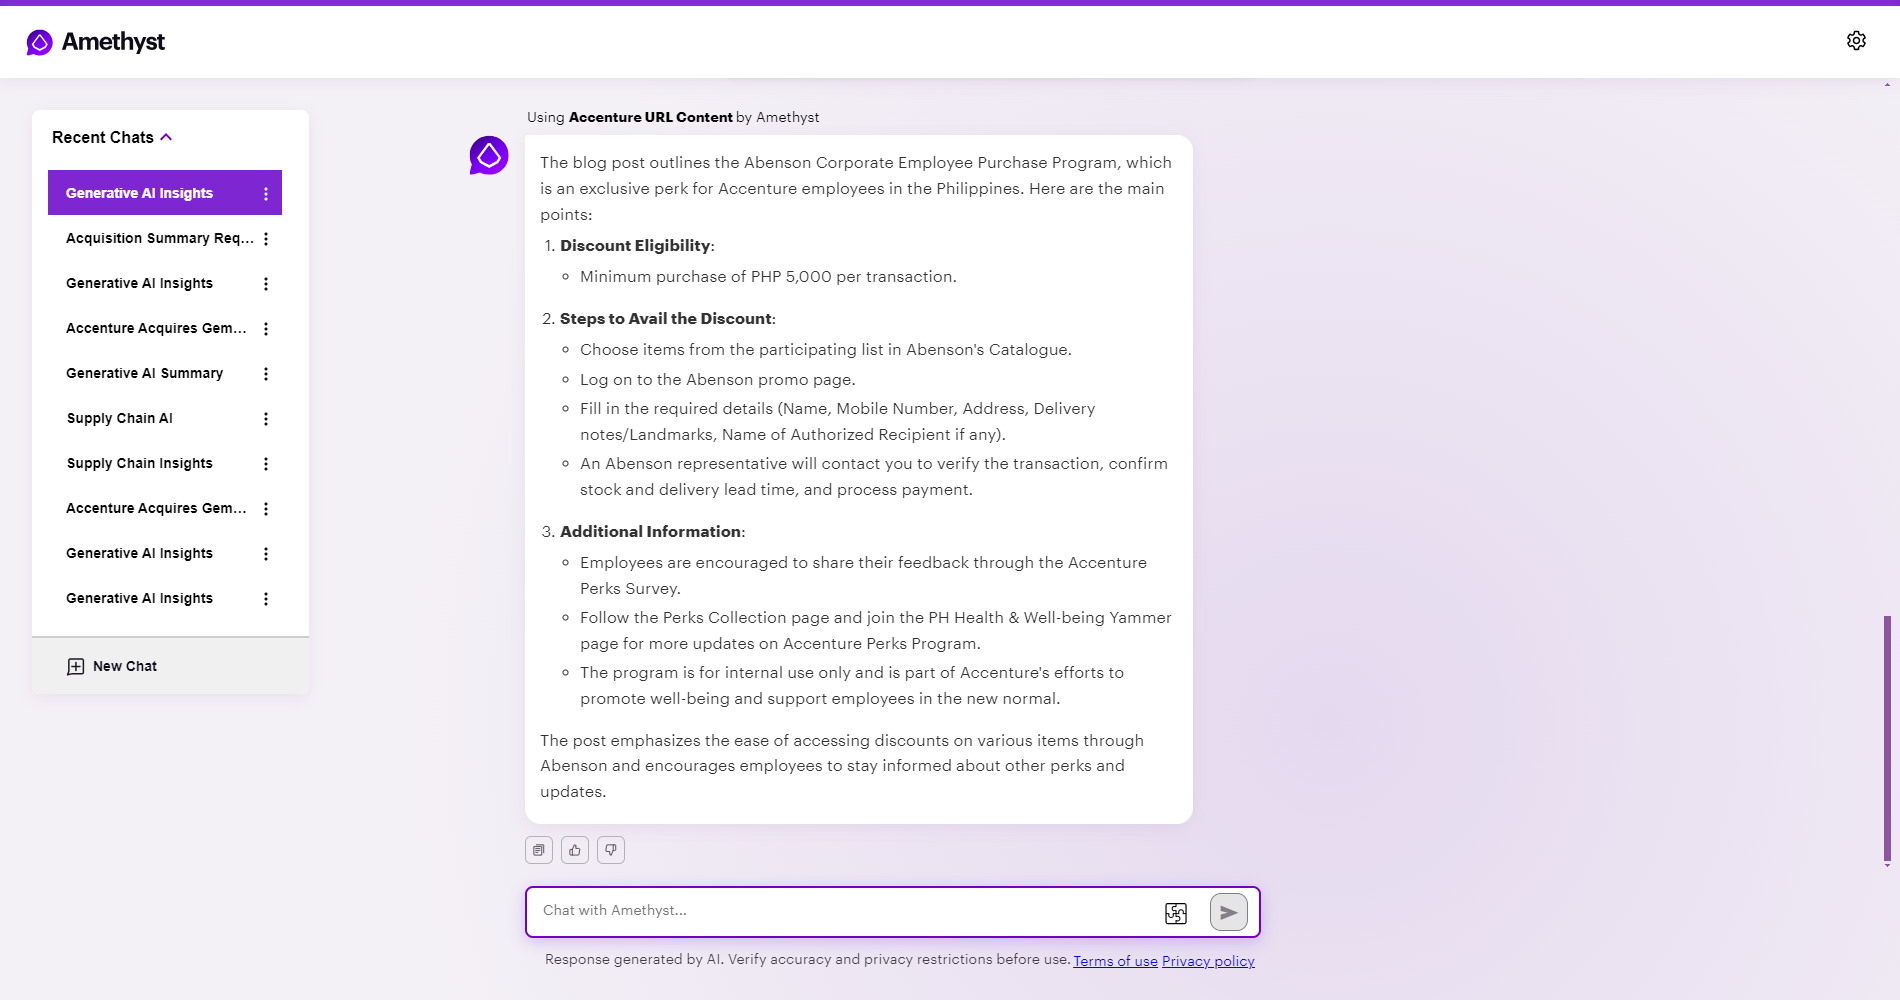 Amethyst
Recent Chats
Generative AI Insights
Acquisition Summary Req...
Generative AI Insights
Accenture Acquires Gem...
Generative AI Summary
Supply Chain AI
Supply Chain Insights
Accenture Acquires Gem...
Generative AI Insights
Generative AI Insights
New Chat
Using Accenture URL Content by Amethyst
The blog post outlines the Abenson Corporate Employee Purchase Program, which
is an exclusive perk for Accenture employees in the Philippines. Here are the main
points:
1. Discount Eligibility:
◦ Minimum purchase of PHP 5,000 per transaction.
2. Steps to Avail the Discount:
◦ Choose items from the participating list in Abenson's Catalogue.
◦ Log on to the Abenson promo page.
◦ Fill in the required details (Name, Mobile Number, Address, Delivery
notes/Landmarks, Name of Authorized Recipient if any).
◦ An Abenson representative will contact you to verify the transaction, confirm
stock and delivery lead time, and process payment.
3. Additional Information:
◦ Employees are encouraged to share their feedback through the Accenture
Perks Survey.
◦ Follow the Perks Collection page and join the PH Health & Well-being Yammer
page for more updates on Accenture Perks Program.
◦ The program is for internal use only and is part of Accenture's efforts to
promote well-being and support employees in the new normal.
The post emphasizes the ease of accessing discounts on various items through
Abenson and encourages employees to stay informed about other perks and
updates.
Chat with Amethyst...
Response generated by AI. Verify accuracy and privacy restrictions before use. Terms of use Privacy policy